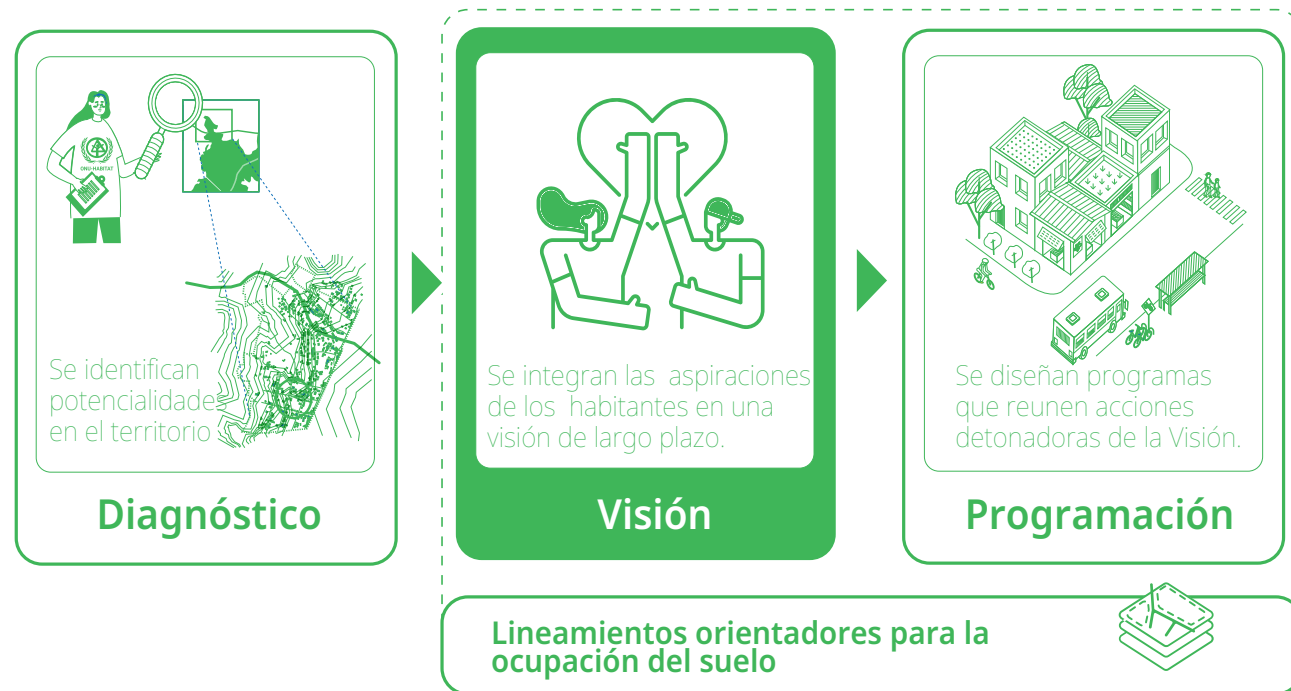 ONU-HABITAT
Se identifican
potencialidades
en el territorio
Diagnóstico
Se integran las aspiraciones
de los habitantes en una
visión de largo plazo.
Visión
Se diseñan programas
que reunen acciones
detonadoras de la Visión.
Programación
Lineamientos orientadores para la
ocupación del suelo